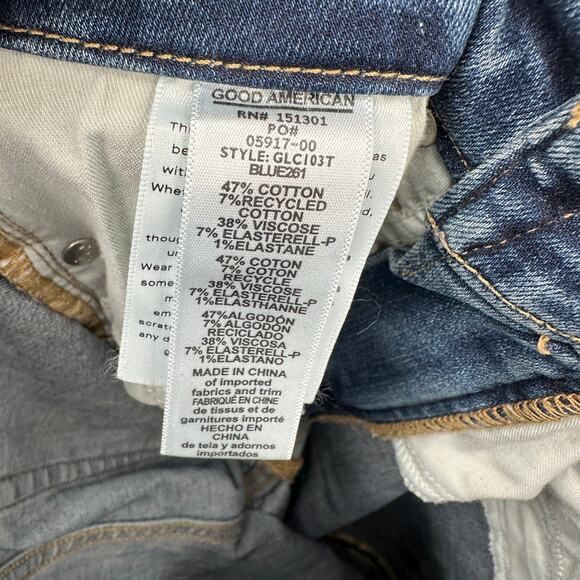 GOOD AMERICAN
RN# 151301
PO#
05917-00
STYLE: GLCI03T
BLUE261
47% COTTON
7%RECYCLED
COTTON
38% VISCOSE
7% ELASTERELL-P
1%ELASTANE
47% COTON
7% COTON
RECYCLE
38% VISCOSE
7%ELASTERELL-P
1%ELASTHANNE
47%ALGODÓN
7% ALGODÓN
RECICLADO
38% VISCOSA
7% ELASTERELL-P
1%ELASTANO
MADE IN CHINA
of imported
fabrics and trim
FABRIQUÉ EN CHINE
de tissus et de
garnitures importé
HECHO EN
CHINA
de tela y adornos
importados
Wear
any d